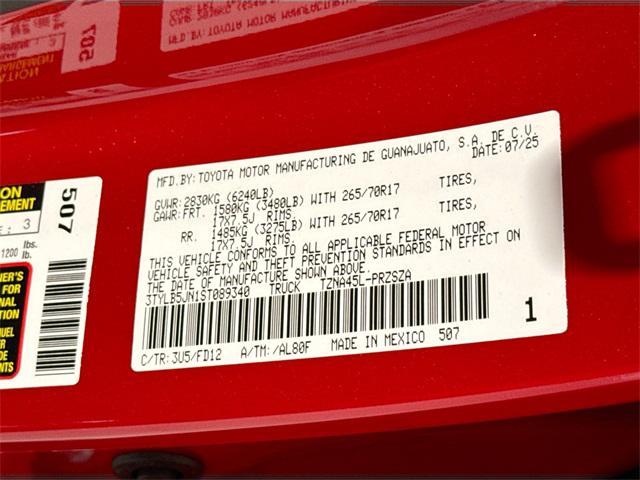 MFD.BY: TOYOTA MOTOR MANUFACTURING DE GUANAJUATO, S.A. DE C.V.
DATE: 07/25
GVWR: 2830KG (6240LB)
GAWR: FRT. 1580KG (3480LB) WITH 265/70R17 TIRES,
17X7.5J RIMS,
RR. 1485KG (3275LB) WITH 265/70R17 TIRES,
17X7.5J RIMS.
THIS VEHICLE CONFORMS TO ALL APPLICABLE FEDERAL MOTOR
VEHICLE SAFETY AND THEFT PREVENTION STANDARDS IN EFFECT ON
THE DATE OF MANUFACTURE SHOWN ABOVE.
3TYLB5JN1ST089340 TRUCK TZNA45L-PRZSZA
1
C/TR: 3U5/FD12 A/TM: /AL80F MADE IN MEXICO 507
507
: 3
1200 lbs.